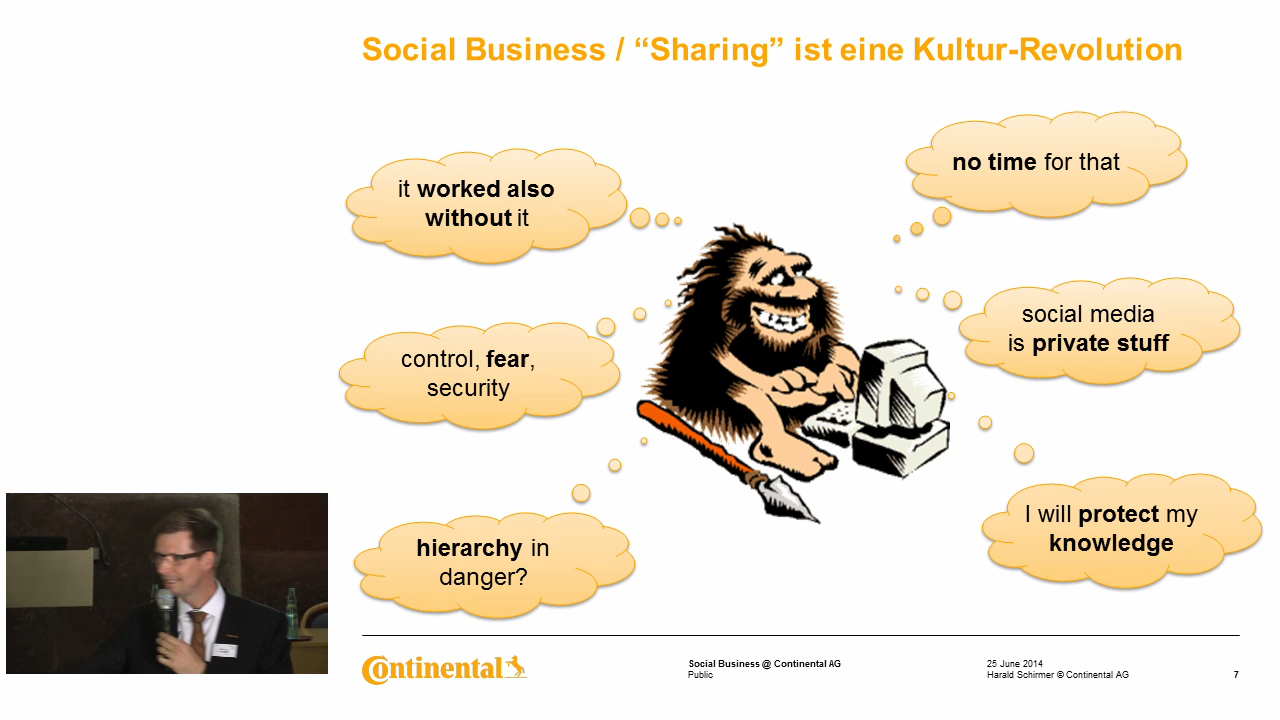 Social Business / “Sharing” ist eine Kultur-Revolution
it worked also
without it
no time for that
control, fear,
security
social media
is private stuff
hierarchy in
danger?
I will protect my
knowledge
Continental
Social Business @ Continental AG
Public
25 June 2014
Harald Schirmer © Continental AG
7